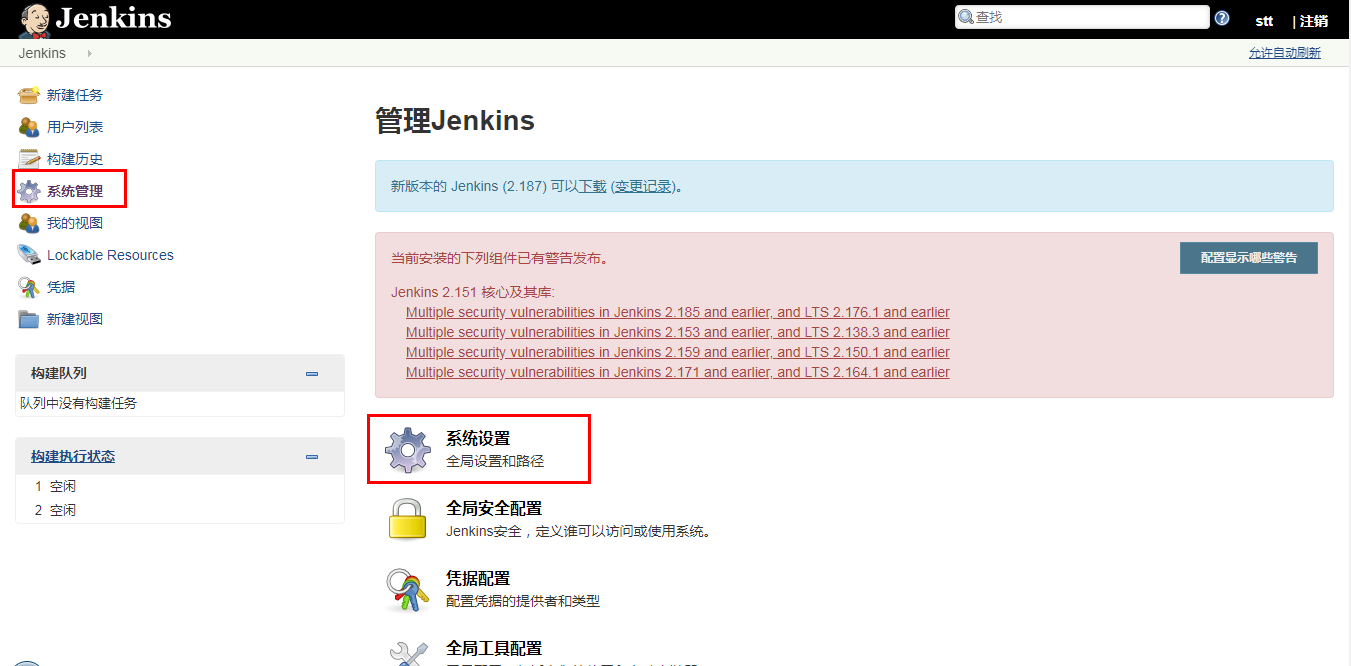 Jenkins
查找
stt
| 注销
Jenkins
允许自动刷新
新建任务
用户列表
构建历史
系统管理
我的视图
Lockable Resources
凭据
新建视图
构建队列
队列中没有构建任务
构建执行状态
1 空闲
2 空闲
管理Jenkins
新版本的 Jenkins (2.187) 可以下载 (变更记录)。
当前安装的下列组件已有警告发布。
配置显示哪些警告
Jenkins 2.151 核心及其库:
Multiple security vulnerabilities in Jenkins 2.185 and earlier, and LTS 2.176.1 and earlier
Multiple security vulnerabilities in Jenkins 2.153 and earlier, and LTS 2.138.3 and earlier
Multiple security vulnerabilities in Jenkins 2.159 and earlier, and LTS 2.150.1 and earlier
Multiple security vulnerabilities in Jenkins 2.171 and earlier, and LTS 2.164.1 and earlier
系统设置
全局设置和路径
全局安全配置
Jenkins安全，定义谁可以访问或使用系统。
凭据配置
配置凭据的提供者和类型
全局工具配置